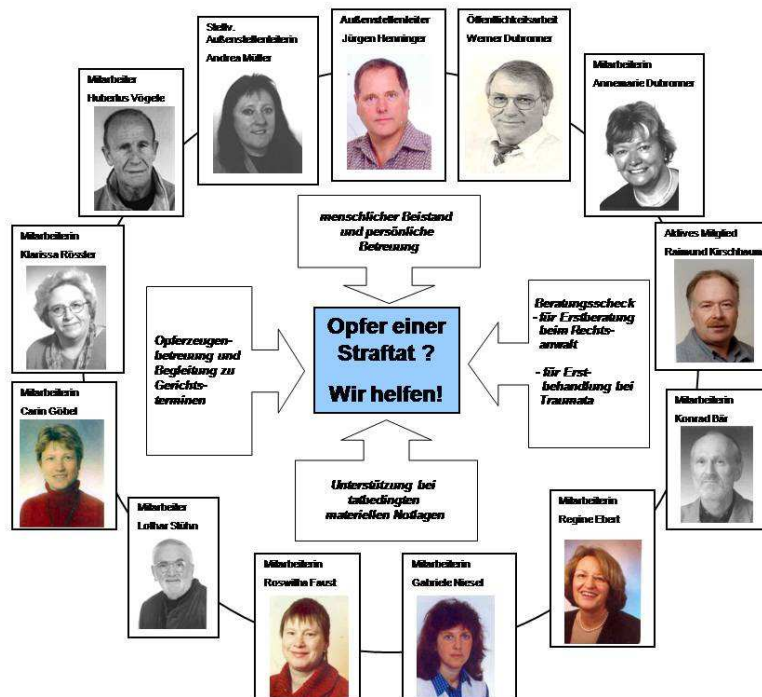 Stellv.
Außenstellenleiterin
Andrea Müller
Außenstellenleiter
Jürgen Henninger
Öffentlichkeitsarbeit
Werner Dubronner
Mitarbeiterin
Annemarie Dubronner
Mitarbeiter
Hubertus Vögele
menschlicher Beistand
und persönliche
Betreuung
Mitarbeiterin
Klarissa Rössler
Aktives Mitglied
Raimund Kirschbaum
Opferzeugen-
betreuung und
Begleitung zu
Gerichts-
terminen
Opfer einer
Straftat ?
Wir helfen!
Beratungsscheck
- für Erstberatung
beim Rechts-
anwalt
- für Erst-
behandlung bei
Traumata
Mitarbeiterin
Carin Göbel
Mitarbeiterin
Konrad Bär
Unterstützung bei
tatbedingten
materiellen Notlagen
Mitarbeiter
Lothar Stühn
Mitarbeiterin
Regine Ebert
Mitarbeiterin
Roswitha Faust
Mitarbeiterin
Gabriele Niesel